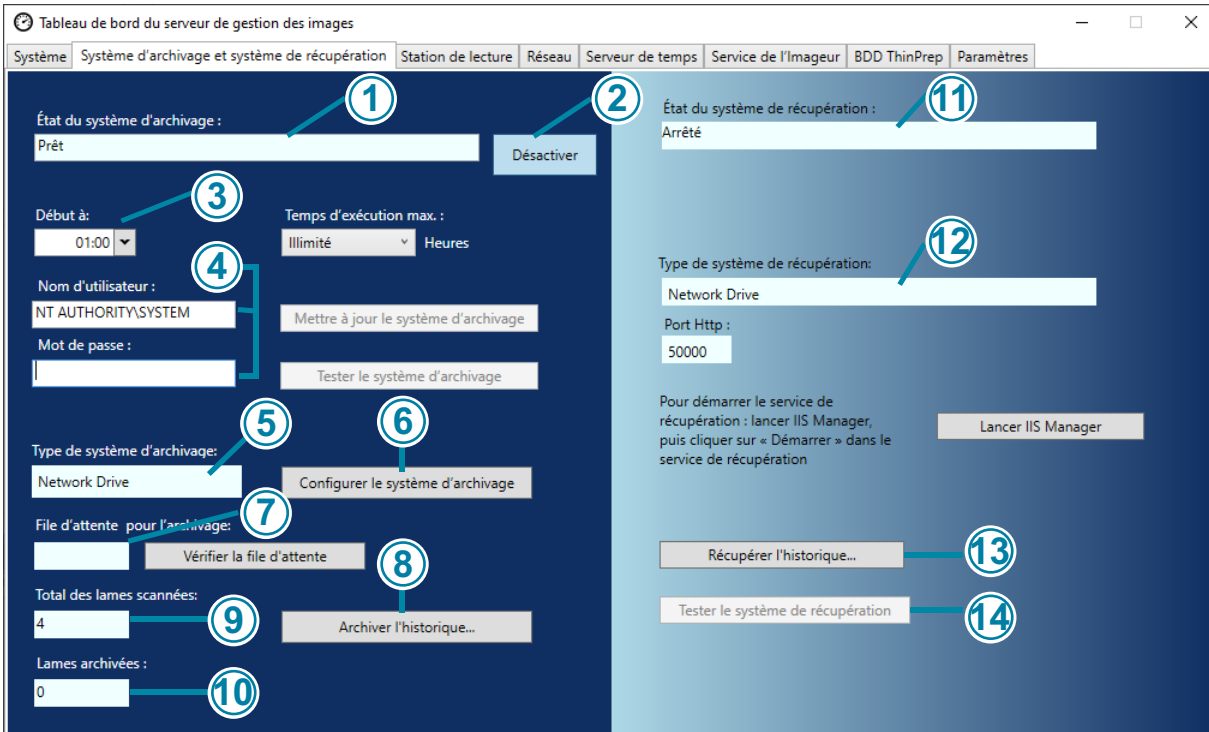 Tableau de bord du serveur de gestion des images
Système
Système d'archivage et système de récupération
Station de lecture
Réseau
Serveur de temps
Service de l'Imageur
BDD ThinPrep
Paramètres
1
État du système d'archivage :
Prêt
2
Désactiver
3
Début à:
01:00
Temps d'exécution max. :
Illimité
Heures
4
Nom d'utilisateur :
NT AUTHORITY\SYSTEM
Mettre à jour le système d'archivage
Mot de passe :
Tester le système d'archivage
5
6
Type de système d'archivage:
Network Drive
Configurer le système d'archivage
7
File d'attente pour l'archivage:
Vérifier la file d'attente
8
Total des lames scannées:
4
9
Archiver l'historique...
Lames archivées :
0
10
11
État du système de récupération :
Arrêté
12
Type de système de récupération:
Network Drive
Port Http :
50000
Pour démarrer le service de
récupération : lancer IIS Manager,
puis cliquer sur « Démarrer » dans le
service de récupération
Lancer IIS Manager
Récupérer l'historique...
13
Tester le système de récupération
14